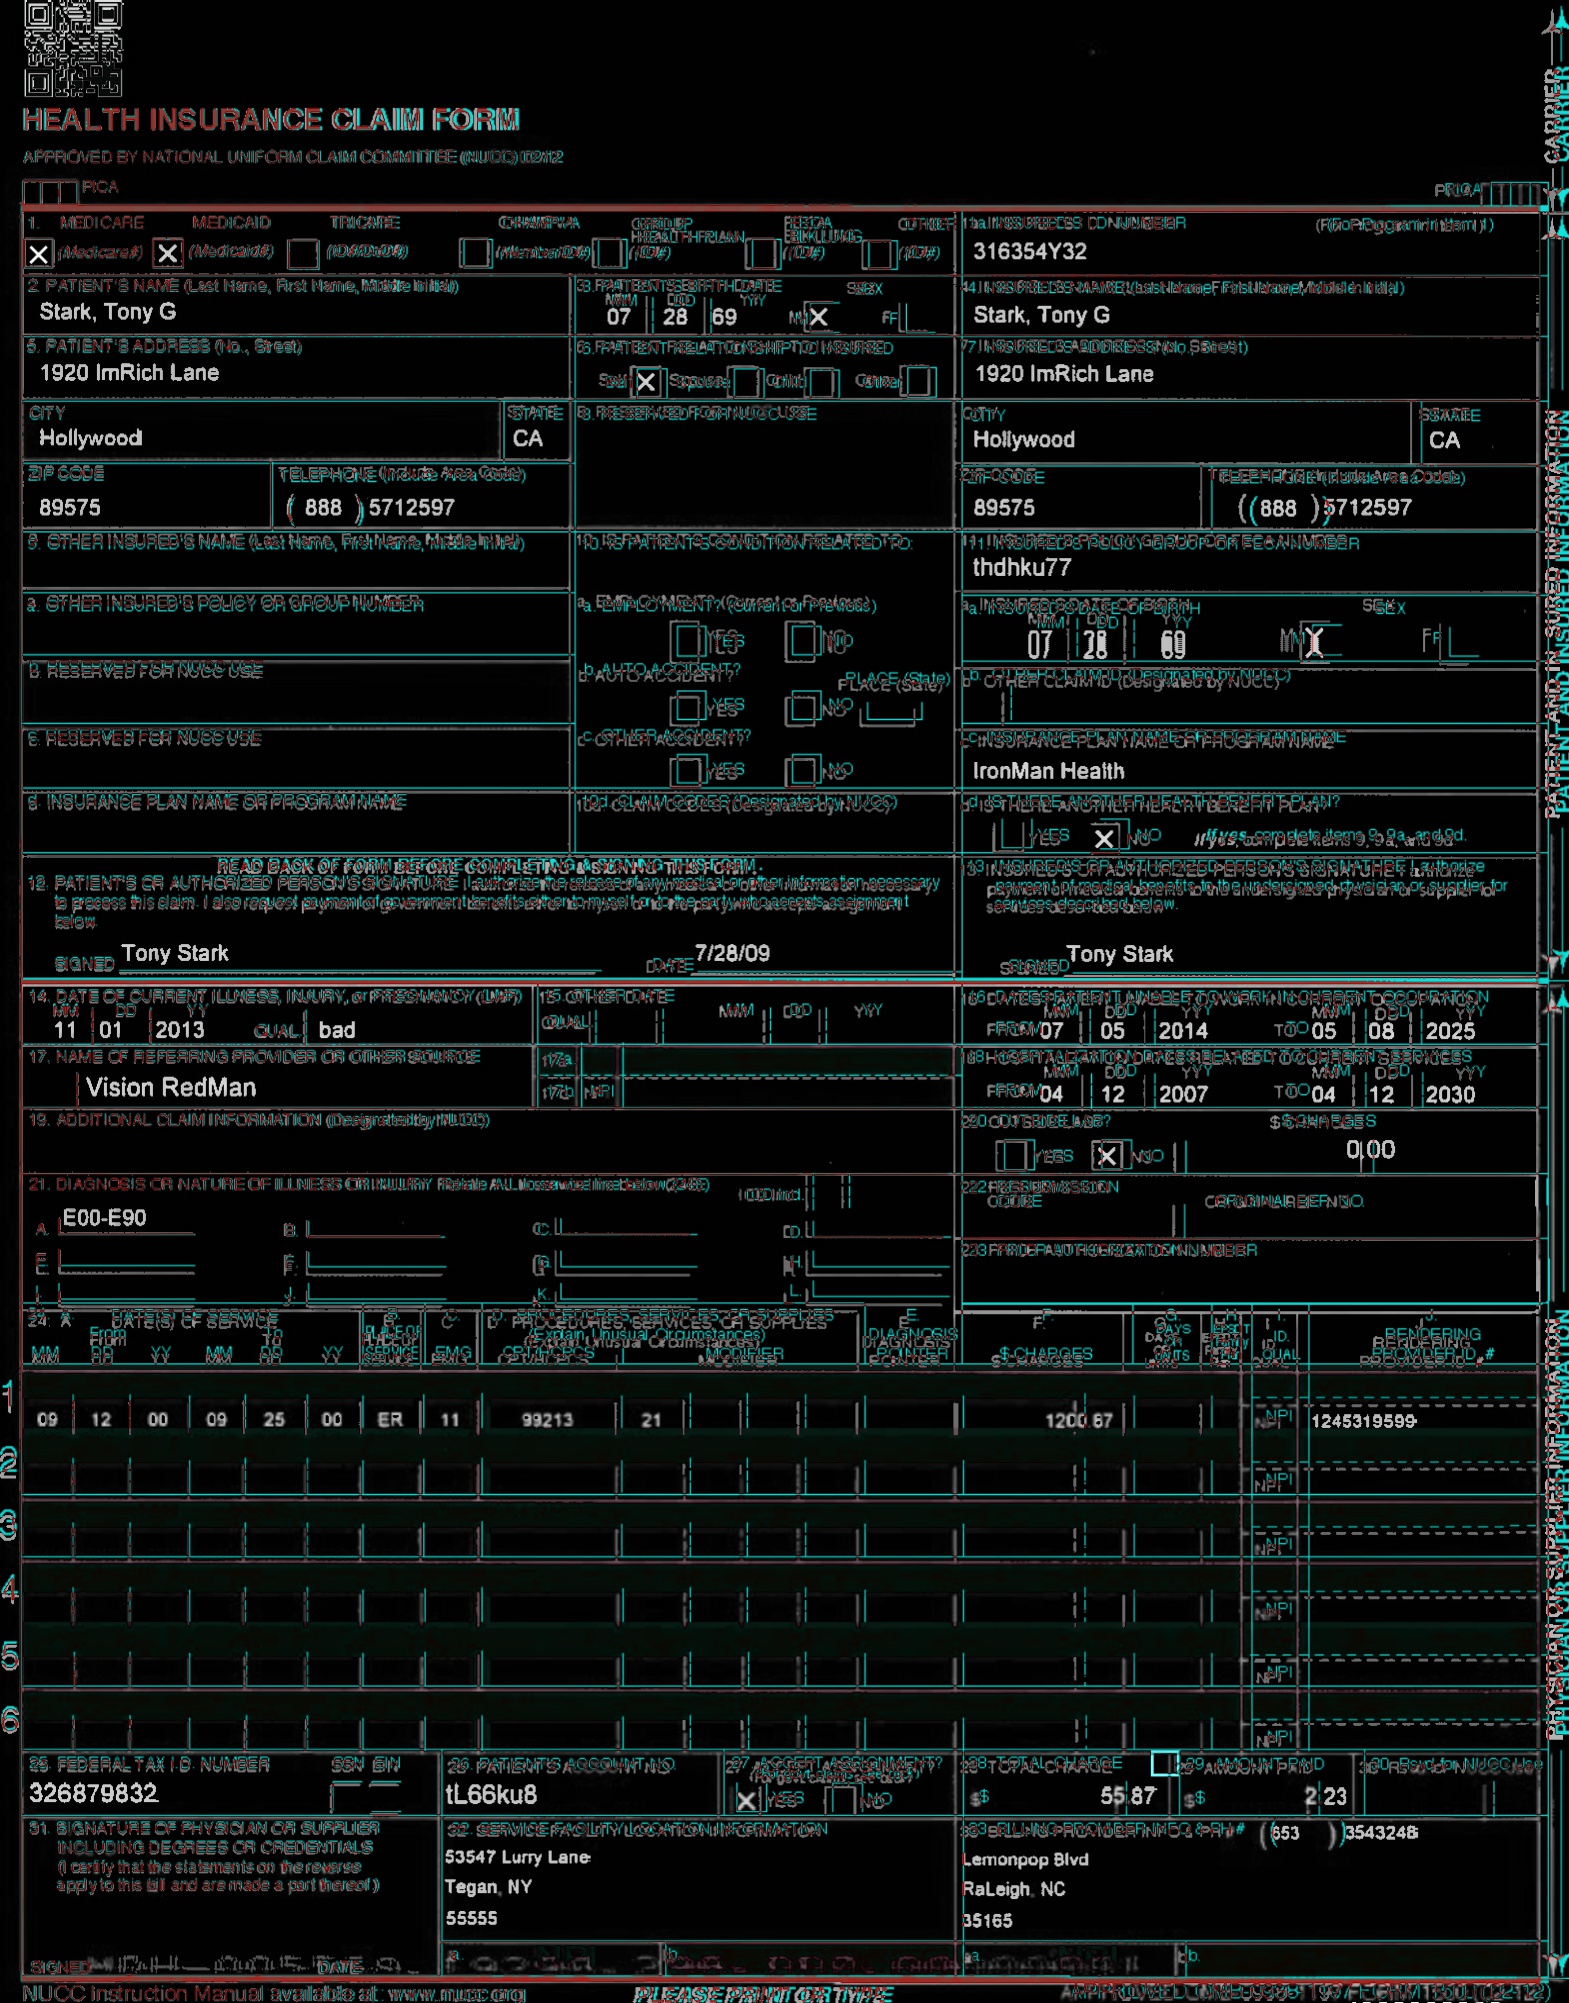 HEALTH INSURANCE CLAIM FORM
APPROVED BY NATIONAL UNIFORM CLAIM COMMITTEE (NUCC) 02/12
PICA PICA
CARRIER
1. MEDICARE MEDICAID TRICARE CHAMPVA GROUP HEALTH PLAN FECA BLK LUNG OTHER 1a. INSURED'S I.D. NUMBER (For Program in Item 1)
X (Medicare#) X (Medicaid#) (ID#/DoD#) (Member ID#) (ID#) (ID#) (ID#) 316354Y32
2. PATIENT'S NAME (Last Name, First Name, Middle Initial) 3. PATIENT'S BIRTH DATE SEX 4. INSURED'S NAME (Last Name, First Name, Middle Initial)
MM DD YY
Stark, Tony G 07 28 69 M X F Stark, Tony G
5. PATIENT'S ADDRESS (No., Street) 6. PATIENT RELATIONSHIP TO INSURED 7. INSURED'S ADDRESS (No., Street)
1920 ImRich Lane Self X Spouse Child Other 1920 ImRich Lane
CITY STATE 8. RESERVED FOR NUCC USE CITY STATE
Hollywood CA Hollywood CA
ZIP CODE TELEPHONE (Include Area Code) ZIP CODE TELEPHONE (Include Area Code)
89575 ( 888 ) 5712597 89575 ( 888 ) 5712597
9. OTHER INSURED'S NAME (Last Name, First Name, Middle Initial) 10. IS PATIENT'S CONDITION RELATED TO: 11. INSURED'S POLICY GROUP OR FECA NUMBER
thdhku77
a. OTHER INSURED'S POLICY OR GROUP NUMBER a. EMPLOYMENT? (Current or Previous) a. INSURED'S DATE OF BIRTH SEX
MM DD YY
YES NO 07 28 69 M X F
b. RESERVED FOR NUCC USE b. AUTO ACCIDENT? PLACE (State) b. OTHER CLAIM ID (Designated by NUCC)
YES NO
c. RESERVED FOR NUCC USE c. OTHER ACCIDENT? c. INSURANCE PLAN NAME OR PROGRAM NAME
YES NO IronMan Health
d. INSURANCE PLAN NAME OR PROGRAM NAME 10d. CLAIM CODES (Designated by NUCC) d. IS THERE ANOTHER HEALTH BENEFIT PLAN?
YES X NO If yes, complete items 9, 9a, and 9d.
PATIENT AND INSURED INFORMATION
READ BACK OF FORM BEFORE COMPLETING & SIGNING THIS FORM.
12. PATIENT'S OR AUTHORIZED PERSON'S SIGNATURE I authorize the release of any medical or other information necessary
to process this claim. I also request payment of government benefits either to myself or to the party who accepts assignment
below.
SIGNED Tony Stark DATE 7/28/09
13. INSURED'S OR AUTHORIZED PERSON'S SIGNATURE I authorize
payment of medical benefits to the undersigned physician or supplier for
services described below.
SIGNED Tony Stark
14. DATE OF CURRENT ILLNESS, INJURY, or PREGNANCY (LMP) 15. OTHER DATE 16. DATES PATIENT UNABLE TO WORK IN CURRENT OCCUPATION
MM DD YY MM DD YY MM DD YY MM DD YY
11 01 2013 QUAL. bad QUAL. FROM 07 05 2014 TO 05 08 2025
17. NAME OF REFERRING PROVIDER OR OTHER SOURCE 17a. 18. HOSPITALIZATION DATES RELATED TO CURRENT SERVICES
MM DD YY MM DD YY
Vision RedMan 17b. NPI FROM 04 12 2007 TO 04 12 2030
19. ADDITIONAL CLAIM INFORMATION (Designated by NUCC) 20. OUTSIDE LAB? $ CHARGES
YES X NO 0 00
21. DIAGNOSIS OR NATURE OF ILLNESS OR INJURY Relate A-L to service line below (24E) ICD Ind. 22. RESUBMISSION CODE ORIGINAL REF. NO.
A. E00-E90 B. C. D.
E. F. G. H. 23. PRIOR AUTHORIZATION NUMBER
I. J. K. L.
24. A. DATE(S) OF SERVICE B. C. D. PROCEDURES, SERVICES, OR SUPPLIES E. F. G. H. I. J.
From To PLACE OF (Explain Unusual Circumstances) DIAGNOSIS DAYS ID. RENDERING
MM DD YY MM DD YY SERVICE EMG CPT/HCPCS MODIFIER POINTER $ CHARGES UNITS QUAL. PROVIDER ID. #
1 09 12 00 09 25 00 ER 11 99213 21 1200.67 NPI 1245319599
2 NPI
3 NPI
4 NPI
5 NPI
6 NPI
PHYSICIAN OR SUPPLIER INFORMATION
25. FEDERAL TAX I.D. NUMBER SSN EIN 26. PATIENT'S ACCOUNT NO. 27. ACCEPT ASSIGNMENT? 28. TOTAL CHARGE 29. AMOUNT PAID 30. Rsvd for NUCC Use
(For govt. claims, see back)
326879832 tL66ku8 X YES NO $ 55 87 $ 2 23
31. SIGNATURE OF PHYSICIAN OR SUPPLIER
INCLUDING DEGREES OR CREDENTIALS
(I certify that the statements on the reverse
apply to this bill and are made a part thereof.)
SIGNED DATE
32. SERVICE FACILITY LOCATION INFORMATION
53547 Lurry Lane
Tegan, NY
55555
a. b.
33. BILLING PROVIDER INFO & PH # ( 653 ) 3543248
Lemonpop Blvd
RaLeigh, NC
35165
a. b.
NUCC Instruction Manual available at: www.nucc.org PLEASE PRINT OR TYPE